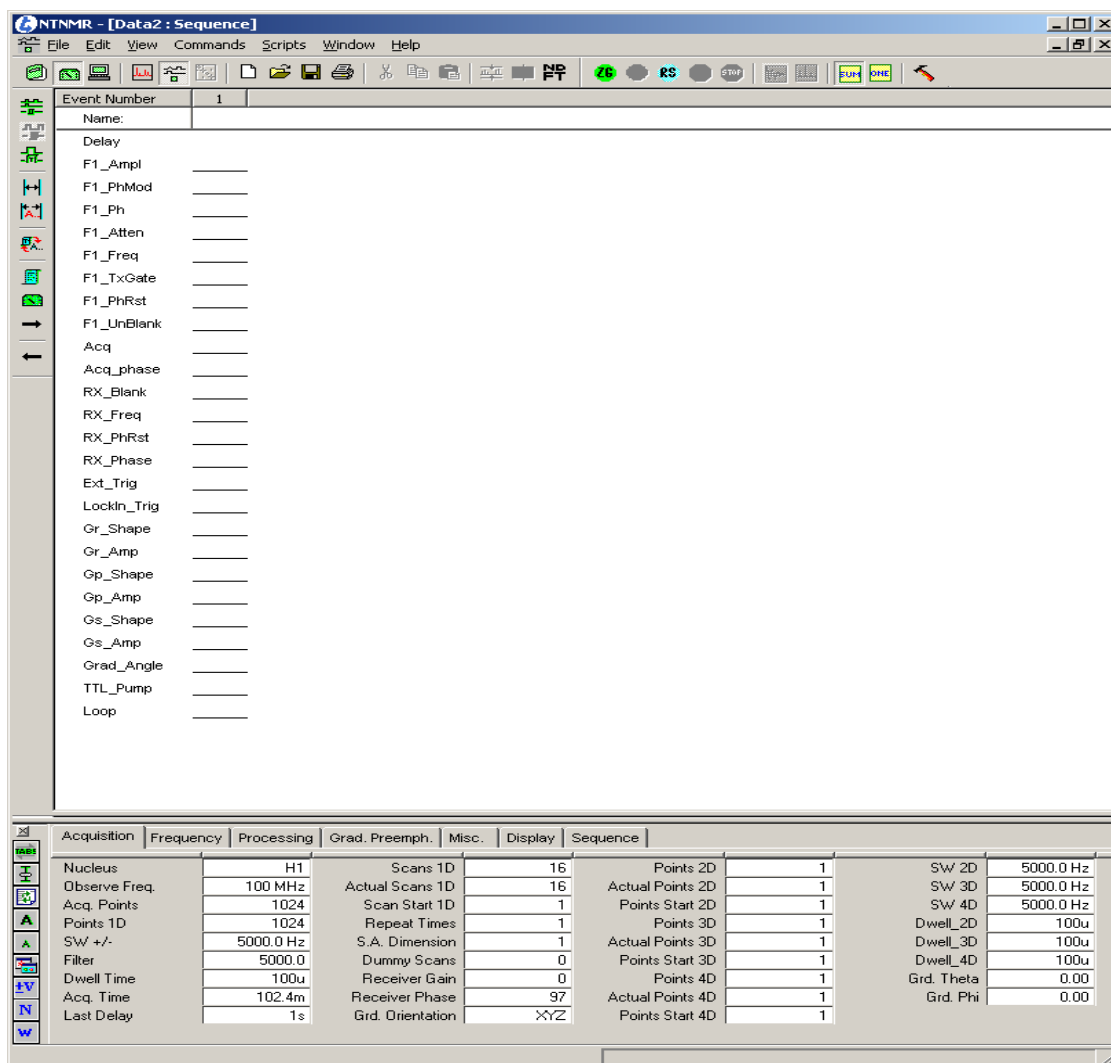 NTNMR - [Data2 : Sequence]
File Edit View Commands Scripts Window Help
ND FT ZG RS STOP SUM ONE
Event Number 1
Name:
Delay
F1_Ampl
F1_PhMod
F1_Ph
F1_Atten
F1_Freq
F1_TxGate
F1_PhRst
F1_UnBlank
Acq
Acq_phase
RX_Blank
RX_Freq
RX_PhRst
RX_Phase
Ext_Trig
LockIn_Trig
Gr_Shape
Gr_Amp
Gp_Shape
Gp_Amp
Gs_Shape
Gs_Amp
Grad_Angle
TTL_Pump
Loop
TABS
A
A
±V
N
W
Acquisition Frequency Processing Grad. Preemph. Misc. Display Sequence
Nucleus H1 Scans 1D 16 Points 2D 1 SW 2D 5000.0 Hz
Observe Freq. 100 MHz Actual Scans 1D 16 Actual Points 2D 1 SW 3D 5000.0 Hz
Acq. Points 1024 Scan Start 1D 1 Points Start 2D 1 SW 4D 5000.0 Hz
Points 1D 1024 Repeat Times 1 Points 3D 1 Dwell_2D 100u
SW +/- 5000.0 Hz S.A. Dimension 1 Actual Points 3D 1 Dwell_3D 100u
Filter 5000.0 Dummy Scans 0 Points Start 3D 1 Dwell_4D 100u
Dwell Time 100u Receiver Gain 0 Points 4D 1 Grd. Theta 0.00
Acq. Time 102.4m Receiver Phase 97 Actual Points 4D 1 Grd. Phi 0.00
Last Delay 1s Grd. Orientation XYZ Points Start 4D 1